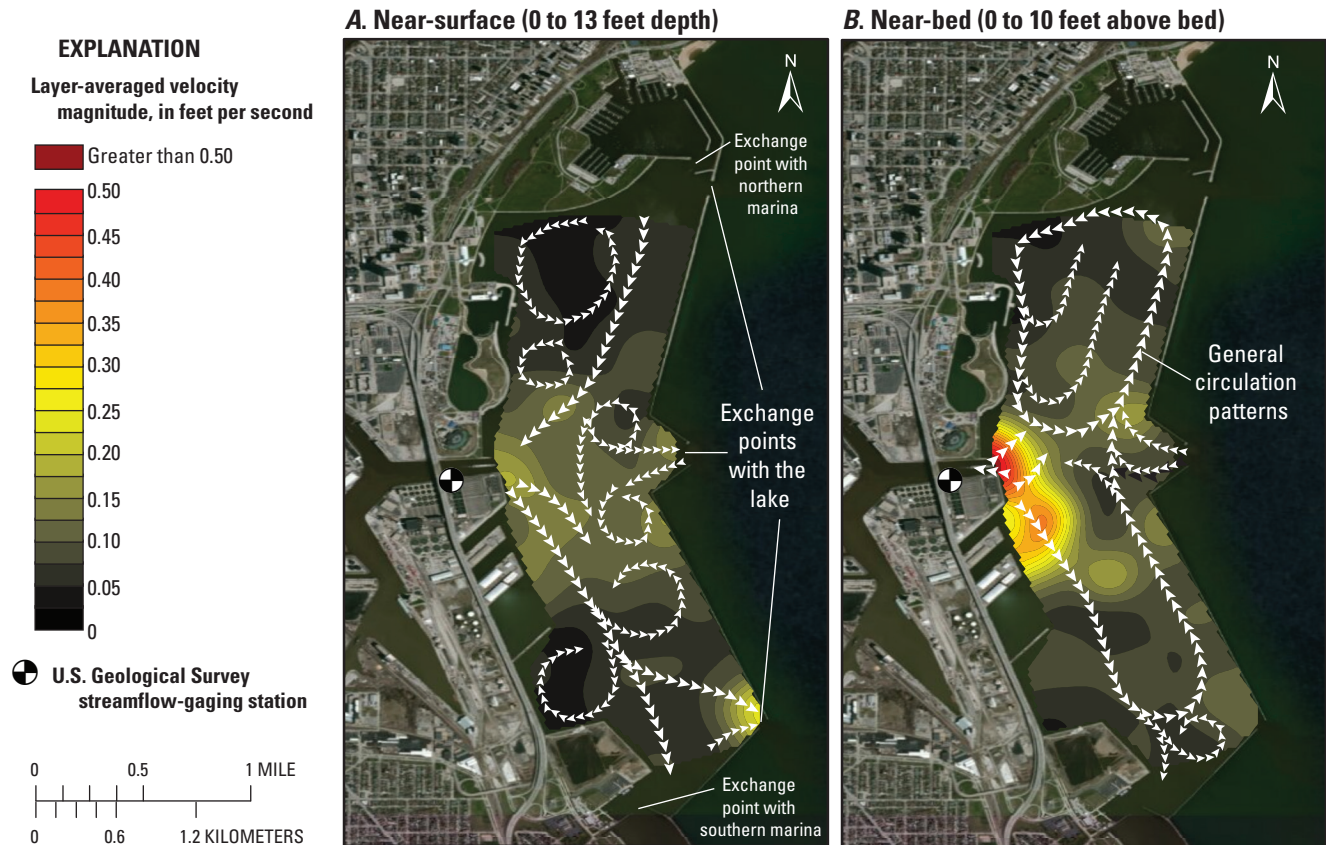 EXPLANATION
Layer-averaged velocity
magnitude, in feet per second
Greater than 0.50
0.50
0.45
0.40
0.35
0.30
0.25
0.20
0.15
0.10
0.05
0
U.S. Geological Survey
streamflow-gaging station
0 0.5 1 MILE
0 0.6 1.2 KILOMETERS
A. Near-surface (0 to 13 feet depth)
N
Exchange
point with
northern
marina
Exchange
points
with the
lake
Exchange
point with
southern marina
B. Near-bed (0 to 10 feet above bed)
N
General
circulation
patterns